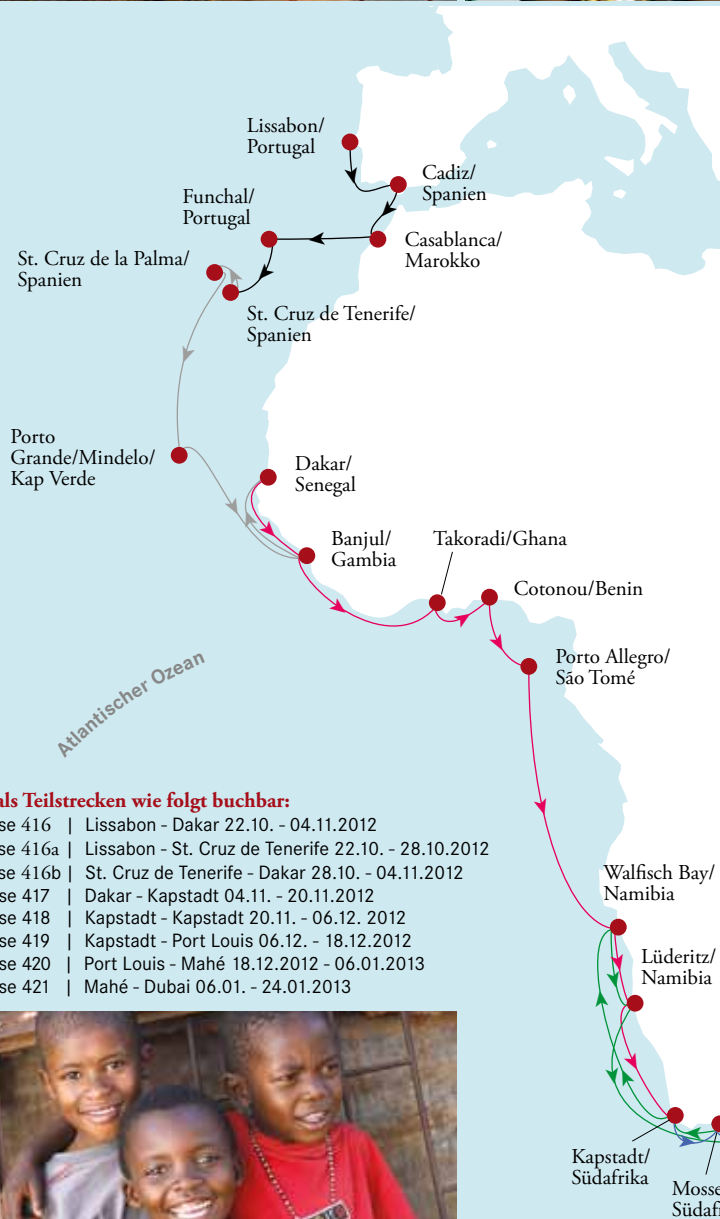 Lissabon/
Portugal
Cadiz/
Spanien
Funchal/
Portugal
Casablanca/
Marokko
St. Cruz de la Palma/
Spanien
St. Cruz de Tenerife/
Spanien
Porto
Grande/Mindelo/
Kap Verde
Dakar/
Senegal
Banjul/
Gambia
Takoradi/Ghana
Cotonou/Benin
Porto Allegro/
São Tomé
Atlantischer Ozean
als Teilstrecken wie folgt buchbar:
se 416 | Lissabon - Dakar 22.10. - 04.11.2012
se 416a | Lissabon - St. Cruz de Tenerife 22.10. - 28.10.2012
se 416b | St. Cruz de Tenerife - Dakar 28.10. - 04.11.2012
se 417 | Dakar - Kapstadt 04.11. - 20.11.2012
se 418 | Kapstadt - Kapstadt 20.11. - 06.12. 2012
se 419 | Kapstadt - Port Louis 06.12. - 18.12.2012
se 420 | Port Louis - Mahé 18.12.2012 - 06.01.2013
se 421 | Mahé - Dubai 06.01. - 24.01.2013
Walfisch Bay/
Namibia
Lüderitz/
Namibia
Kapstadt/
Südafrika
Mosse
Südafr